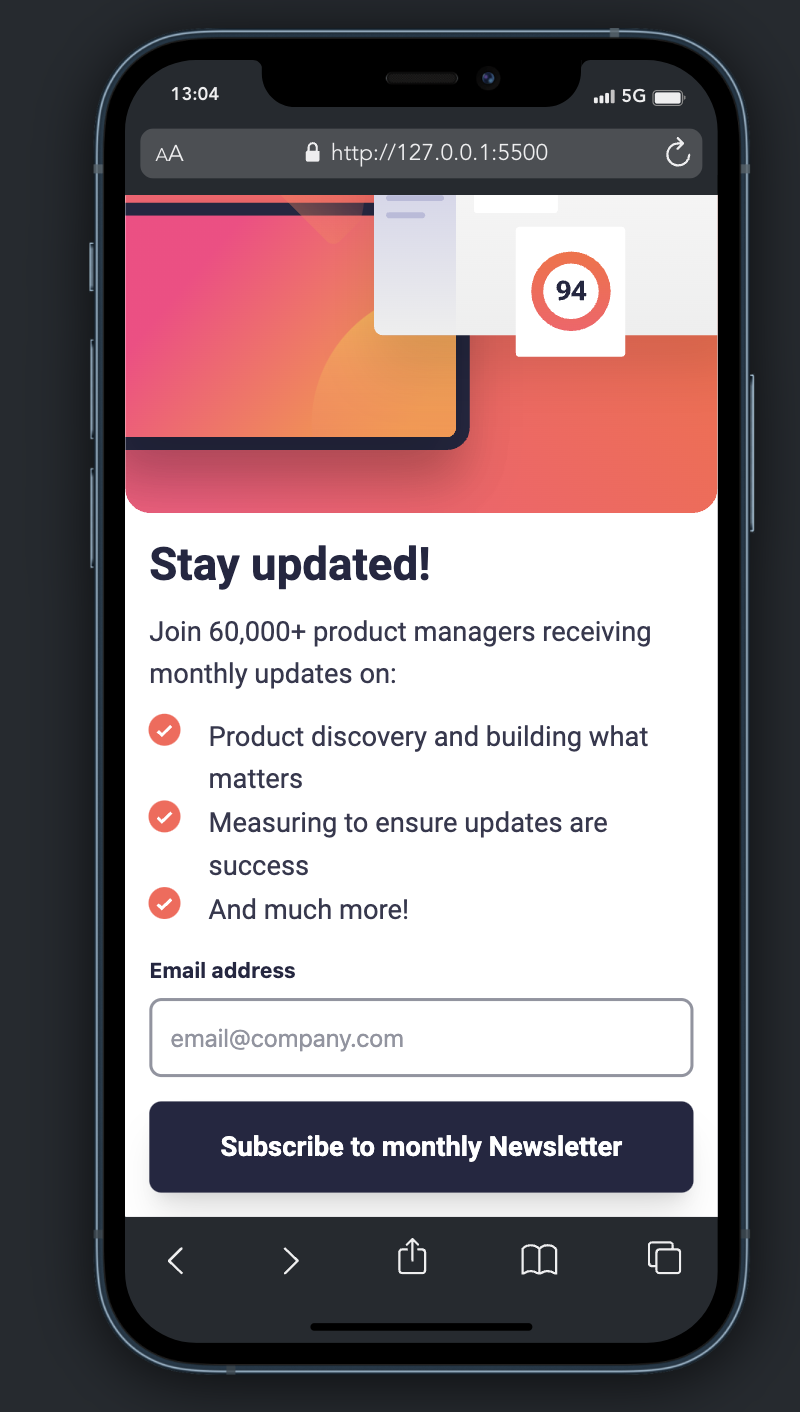 13:04
5G
AA
http://127.0.0.1:5500
94
Stay updated!
Join 60,000+ product managers receiving
monthly updates on:
Product discovery and building what
matters
Measuring to ensure updates are
success
And much more!
Email address
email@company.com
Subscribe to monthly Newsletter